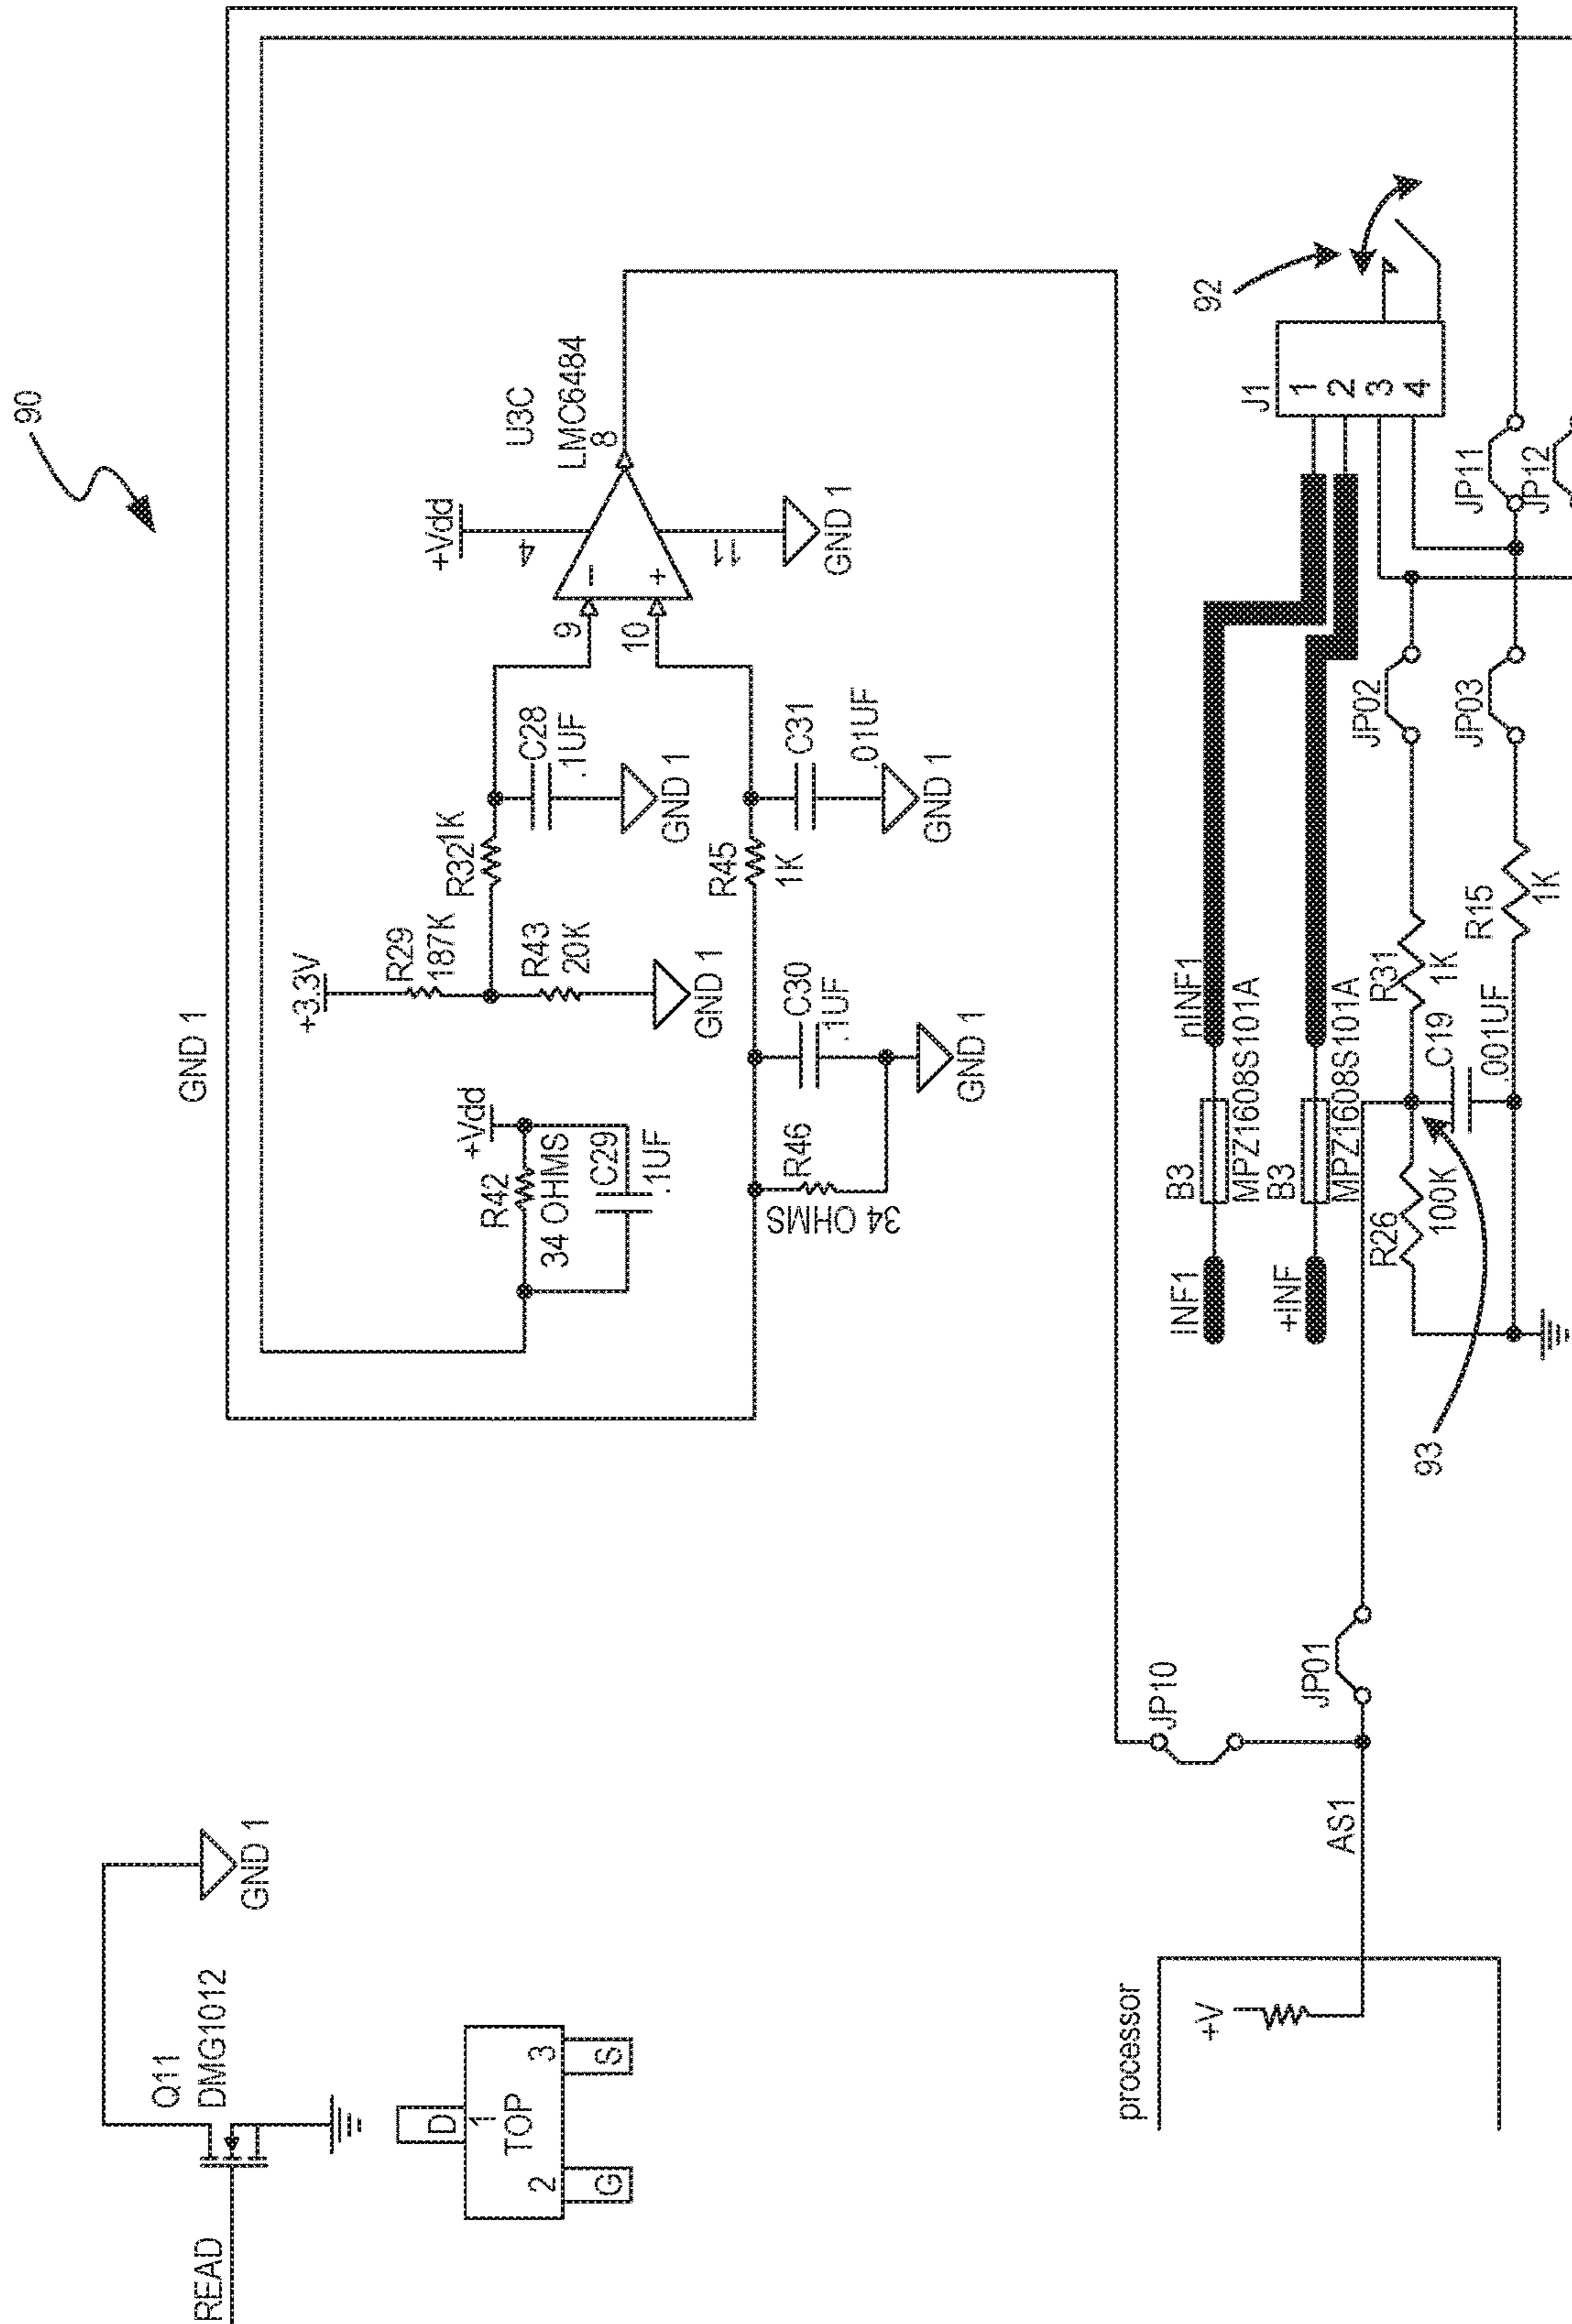 90
GND 1
READ
Q11
DMG1012
GND 1
D
1
TOP
2
3
G
S
+3.3V
R29
187K
R43
20K
GND 1
R32
1K
C28
.1UF
GND 1
+Vdd
R42
34 OHMS
C29
.1UF
R46
34 OHMS
C30
.1UF
GND 1
R45
1K
C31
.01UF
GND 1
+Vdd
4
9
10
-
+
11
GND 1
U3C
LMC6484
8
processor
+V
AS1
JP10
JP01
93
INF1
B3
MPZ1608S101A
nINF1
+INF
B3
MPZ1608S101A
J1
1
2
3
4
92
R26
100K
C19
.001UF
R31
1K
R15
1K
JP02
JP03
JP11
JP12